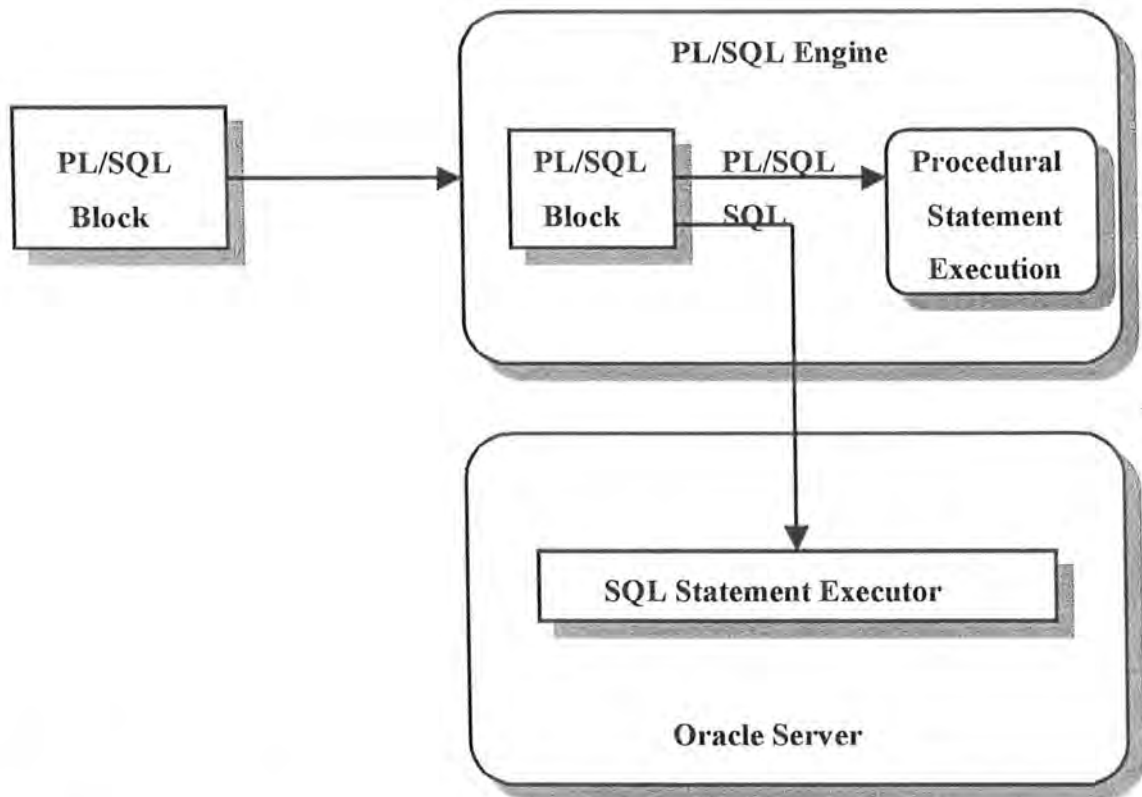 PL/SQL Engine
PL/SQL
Block
PL/SQL
Block
PL/SQL
SQL
Procedural
Statement
Execution
SQL Statement Executor
Oracle Server